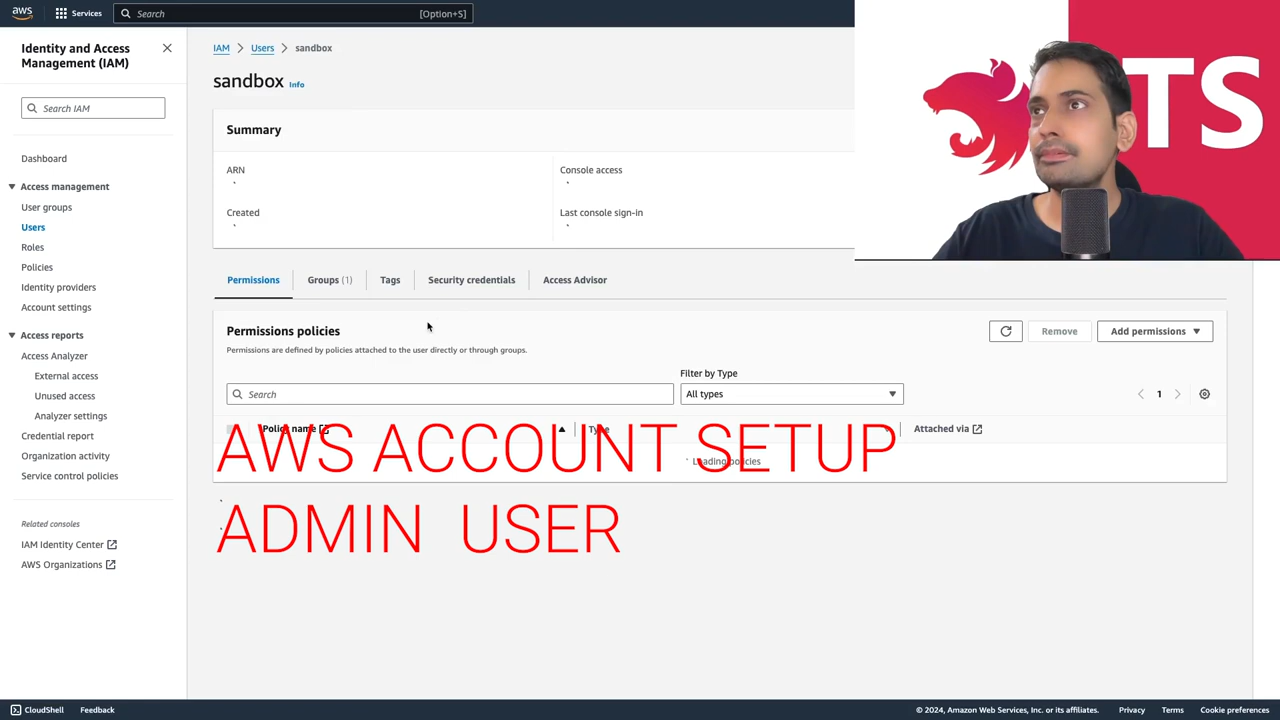 aws
Services
Search
[Option+S]
TS
Identity and Access
Management (IAM)
Search IAM
Dashboard
Access management
User groups
Users
Roles
Policies
Identity providers
Account settings
Access reports
Access Analyzer
External access
Unused access
Analyzer settings
Credential report
Organization activity
Service control policies
Related consoles
IAM Identity Center
AWS Organizations
IAM > Users > sandbox
sandbox Info
Summary
ARN
Console access
Created
Last console sign-in
Permissions
Groups (1)
Tags
Security credentials
Access Advisor
Permissions policies
Permissions are defined by policies attached to the user directly or through groups.
Remove
Add permissions
Filter by Type
Search
All types
1
Policy name
Type
Attached via
Loading policies
AWS ACCOUNT SETUP
ADMIN USER
CloudShell
Feedback
© 2024, Amazon Web Services, Inc. or its affiliates.
Privacy
Terms
Cookie preferences